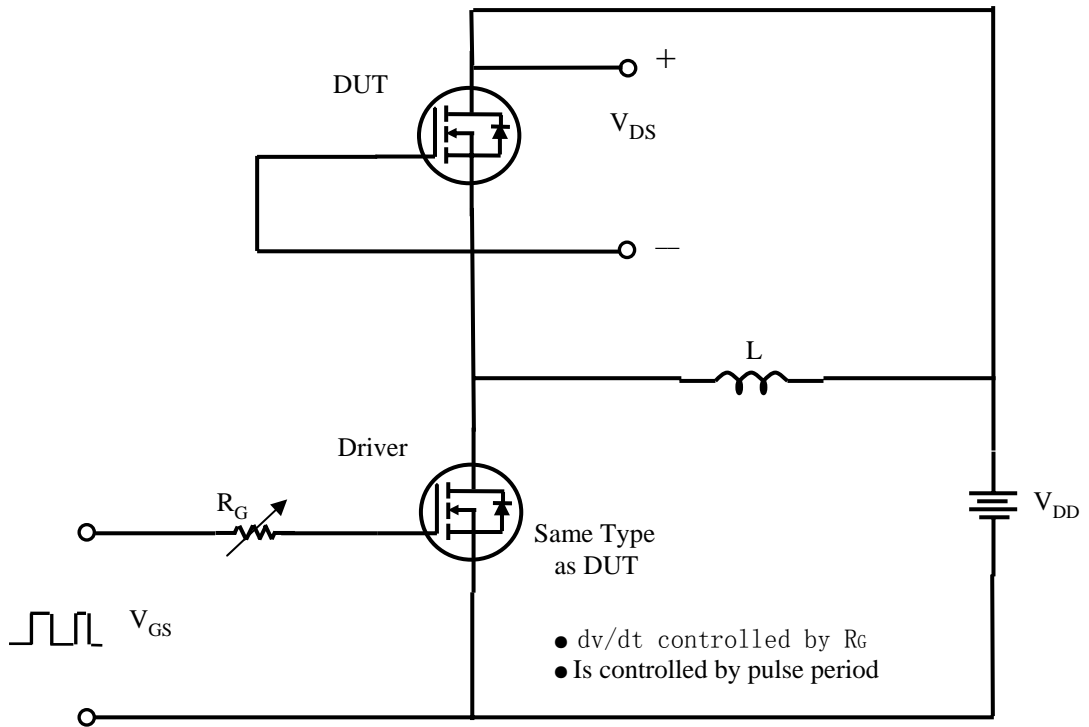 +
DUT
V_DS
—
L
Driver
R_G
V_DD
Same Type
as DUT
V_GS
● dv/dt controlled by RG
● Is controlled by pulse period